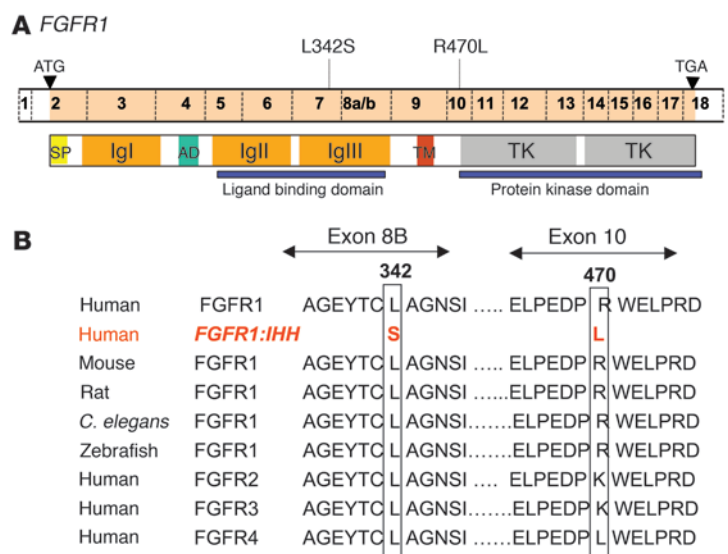 A FGFR1
L342S R470L
ATG TGA
1 2 3 4 5 6 7 8a/b 9 10 11 12 13 14 15 16 17 18
SP IgI AD IgII IgIII TM TK TK
Ligand binding domain Protein kinase domain
B
Exon 8B Exon 10
342 470
Human FGFR1 AGEYTC L AGNSI ..... ELPEDP R WELPRD
Human FGFR1:IHH S L
Mouse FGFR1 AGEYTC L AGNSI ...... ELPEDP R WELPRD
Rat FGFR1 AGEYTC L AGNSI ...... ELPEDP R WELPRD
C. elegans FGFR1 AGEYTC L AGNSI....... ELPEDP R WELPRD
Zebrafish FGFR1 AGEYTC L AGNSI.......ELPEDP R WELPRD
Human FGFR2 AGEYTC L AGNSI ..... ELPEDP K WELPRD
Human FGFR3 AGEYTC L AGNSI.......ELPEDP K WELPRD
Human FGFR4 AGEYTC L AGNSI.......ELPEDP L WELPRD